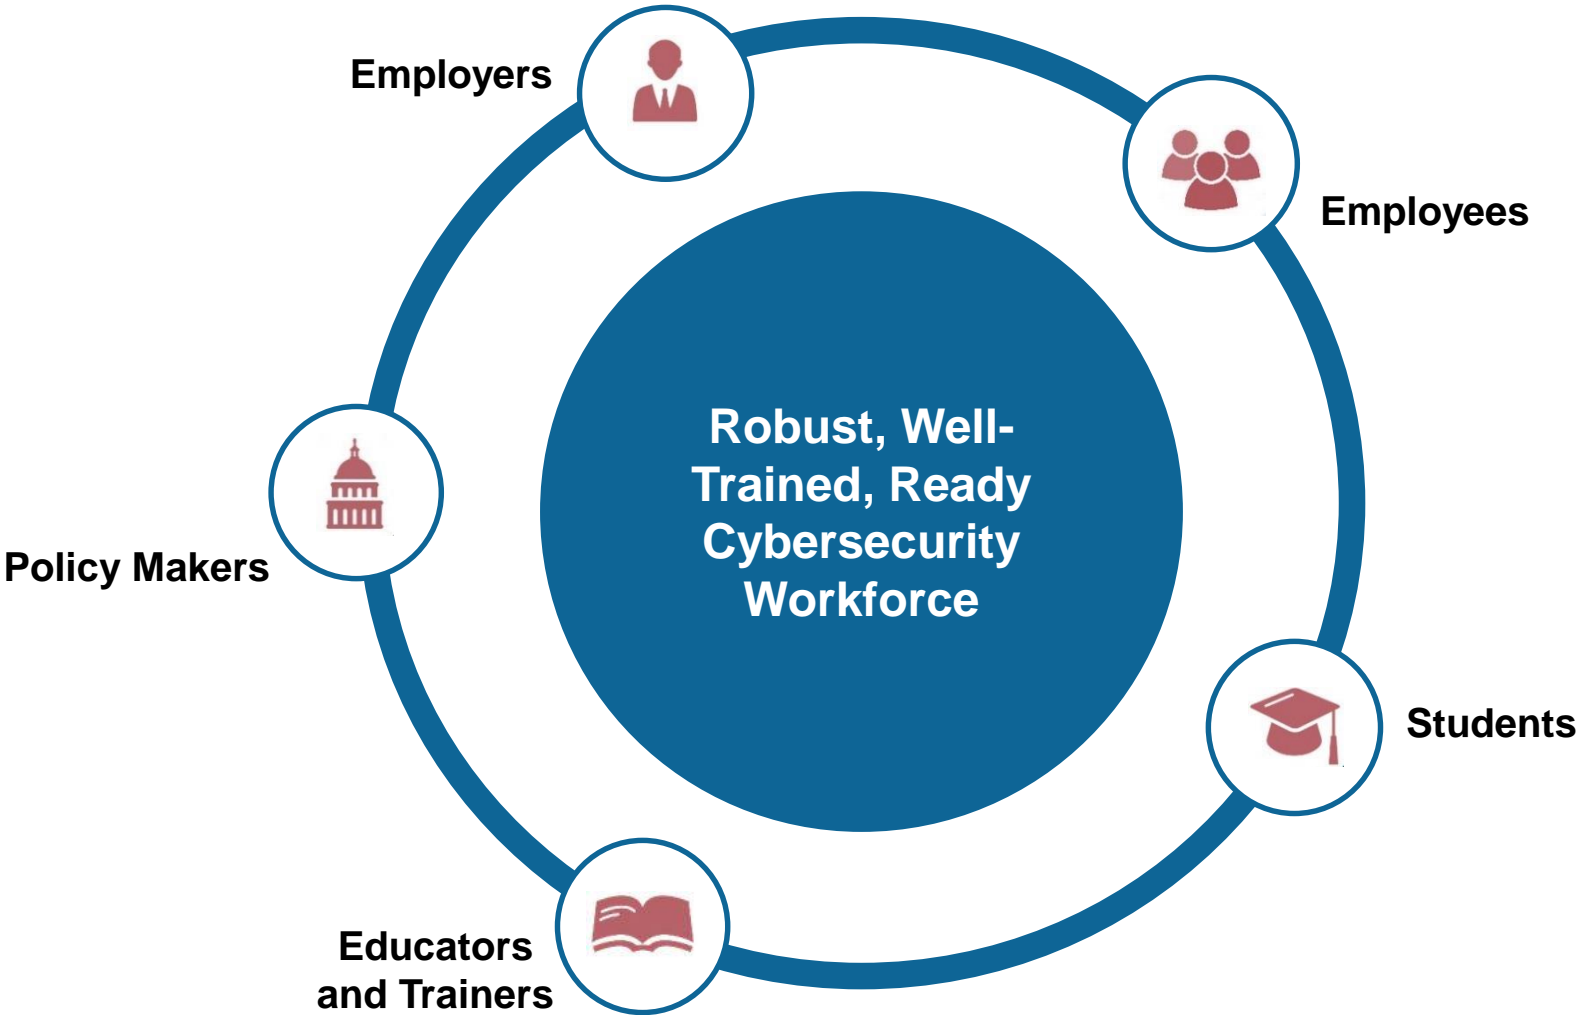 Employers
Employees
Robust, Well-
Trained, Ready
Cybersecurity
Workforce
Policy Makers
Students
Educators
and Trainers